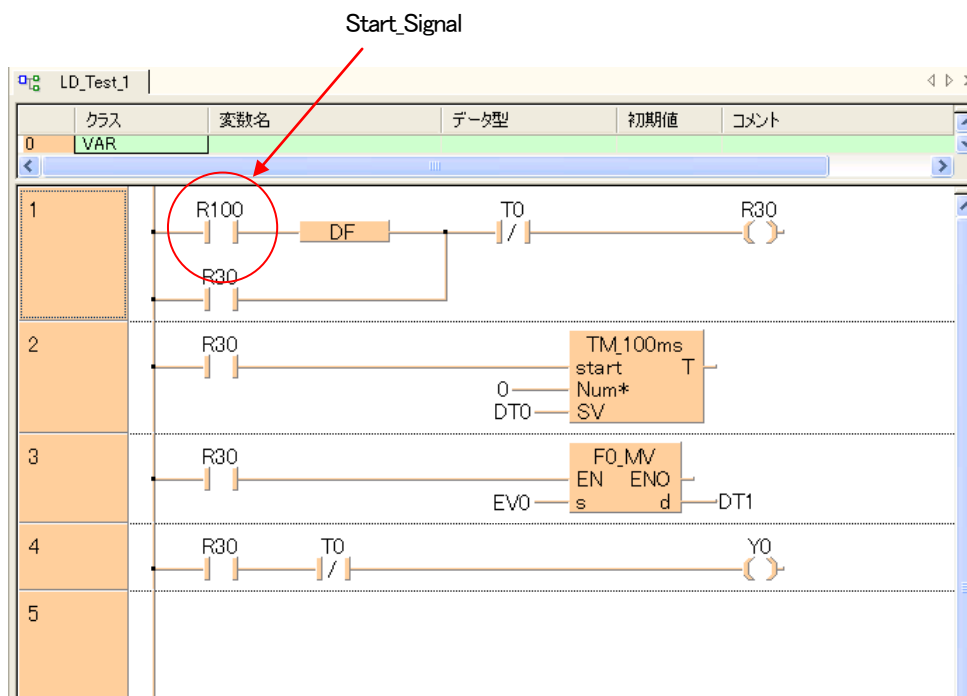 Start_Signal
LD_Test_1
クラス 変数名 データ型 初期値 コメント
0 VAR
1
R100 T0 R30
DF
R30
2
R30 TM_100ms
start T
0 Num*
DT0 SV
3
R30 F0_MV
EN ENO
EV0 s d DT1
4
R30 T0 Y0
5